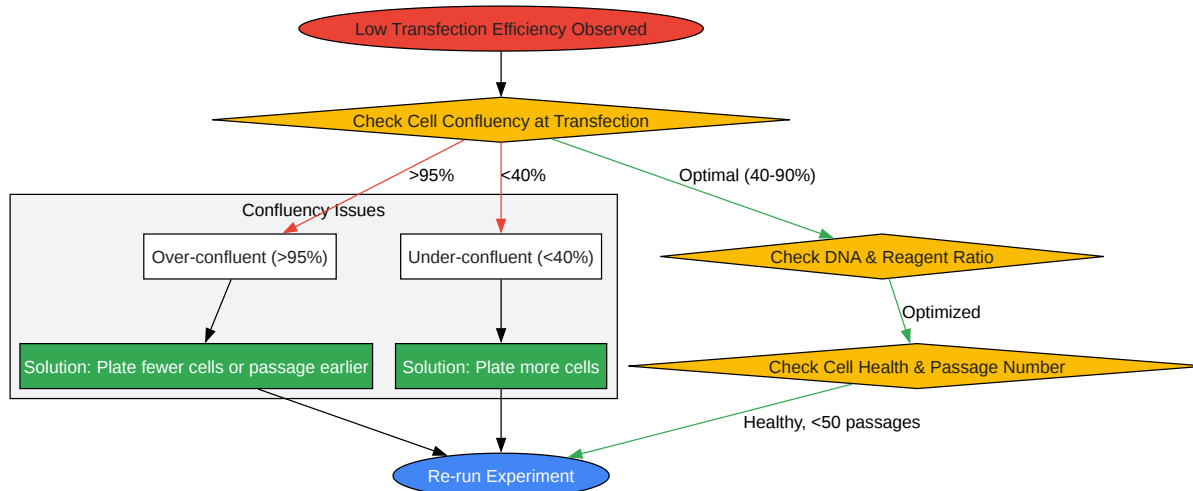 Low Transfection Efficiency Observed
Check Cell Confluency at Transfection
>95%
<40%
Optimal (40-90%)
Confluency Issues
Over-confluent (>95%)
Under-confluent (<40%)
Check DNA & Reagent Ratio
Optimized
Solution: Plate fewer cells or passage earlier
Solution: Plate more cells
Check Cell Health & Passage Number
Healthy, <50 passages
Re-run Experiment